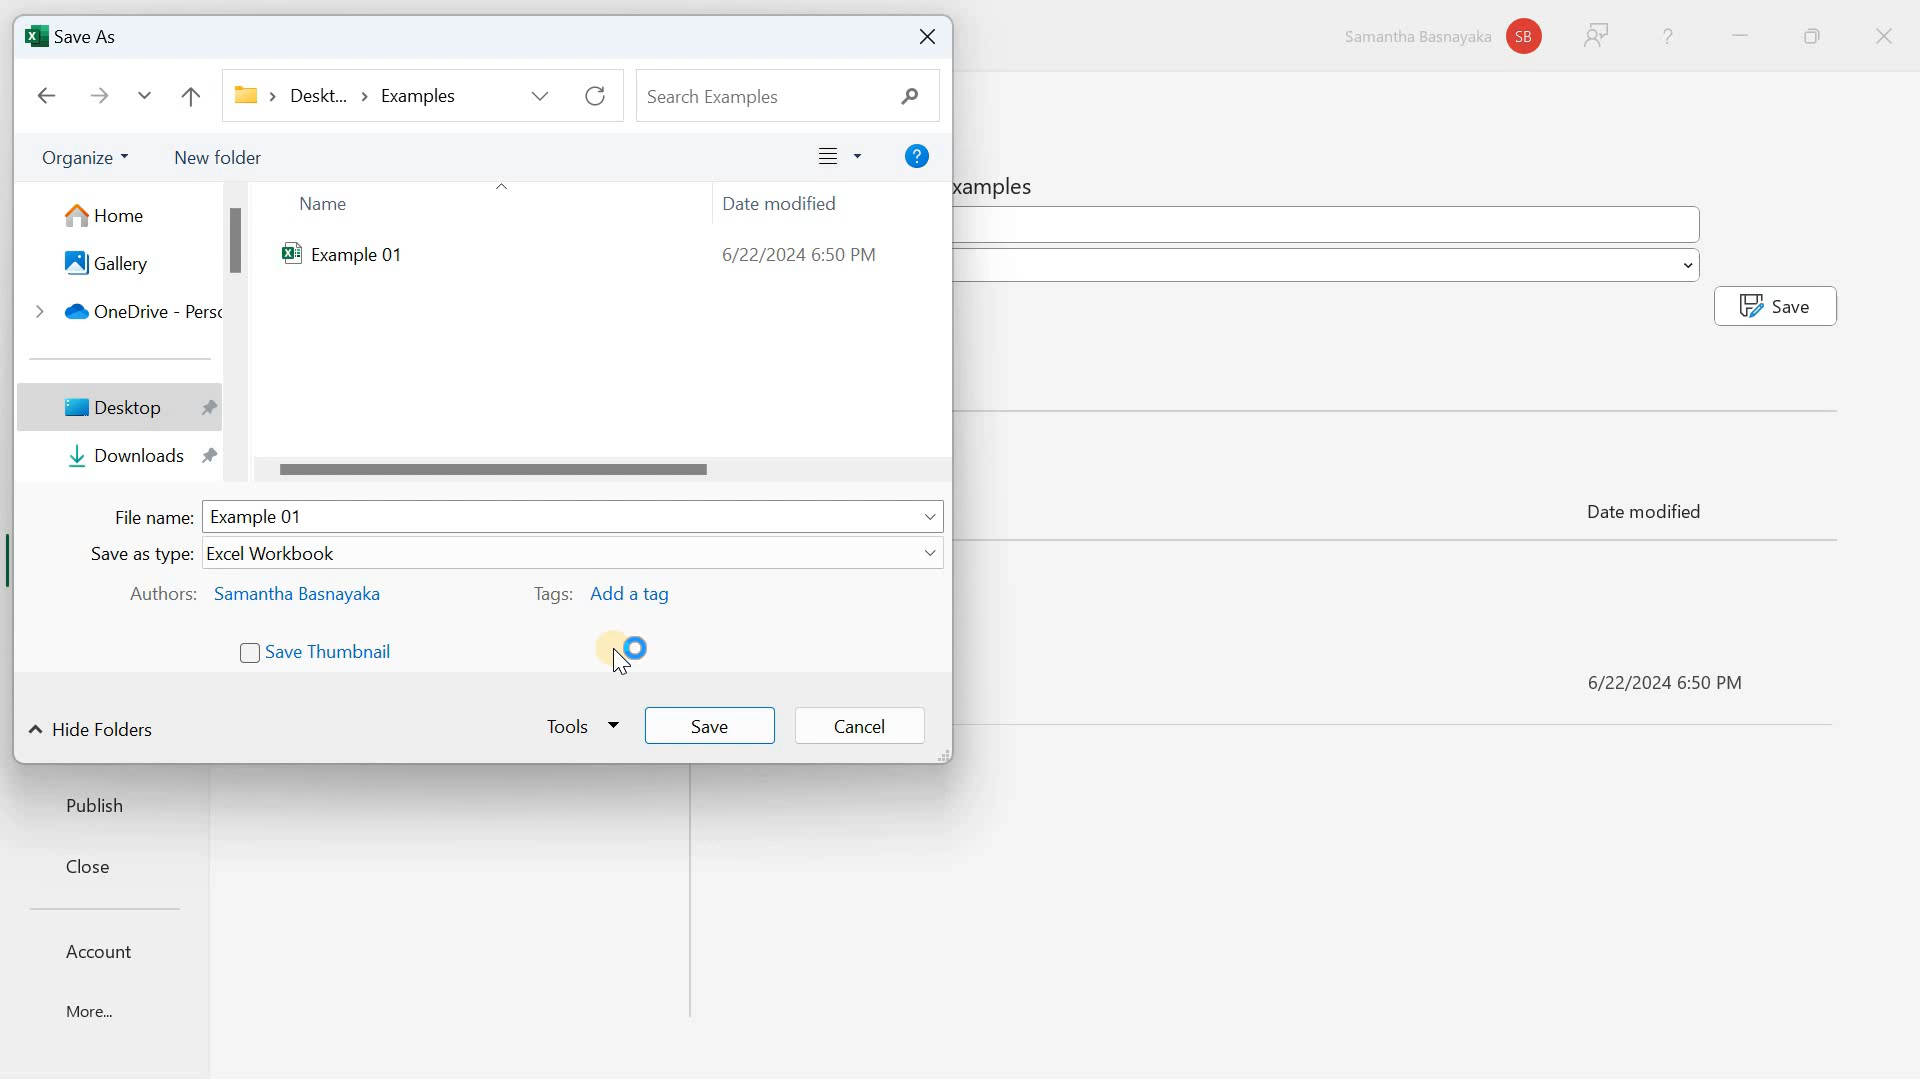 Save As
Samantha Basnayaka SB ?
Deskt... > Examples
Search Examples
Organize
New folder
?
xamples
Name
Date modified
Home
Example 01
6/22/2024 6:50 PM
Gallery
OneDrive - Perso
Save
Desktop
Downloads
File name: Example 01
Date modified
Save as type: Excel Workbook
Authors: Samantha Basnayaka
Tags: Add a tag
Save Thumbnail
6/22/2024 6:50 PM
Hide Folders
Tools
Save
Cancel
Publish
Close
Account
More...